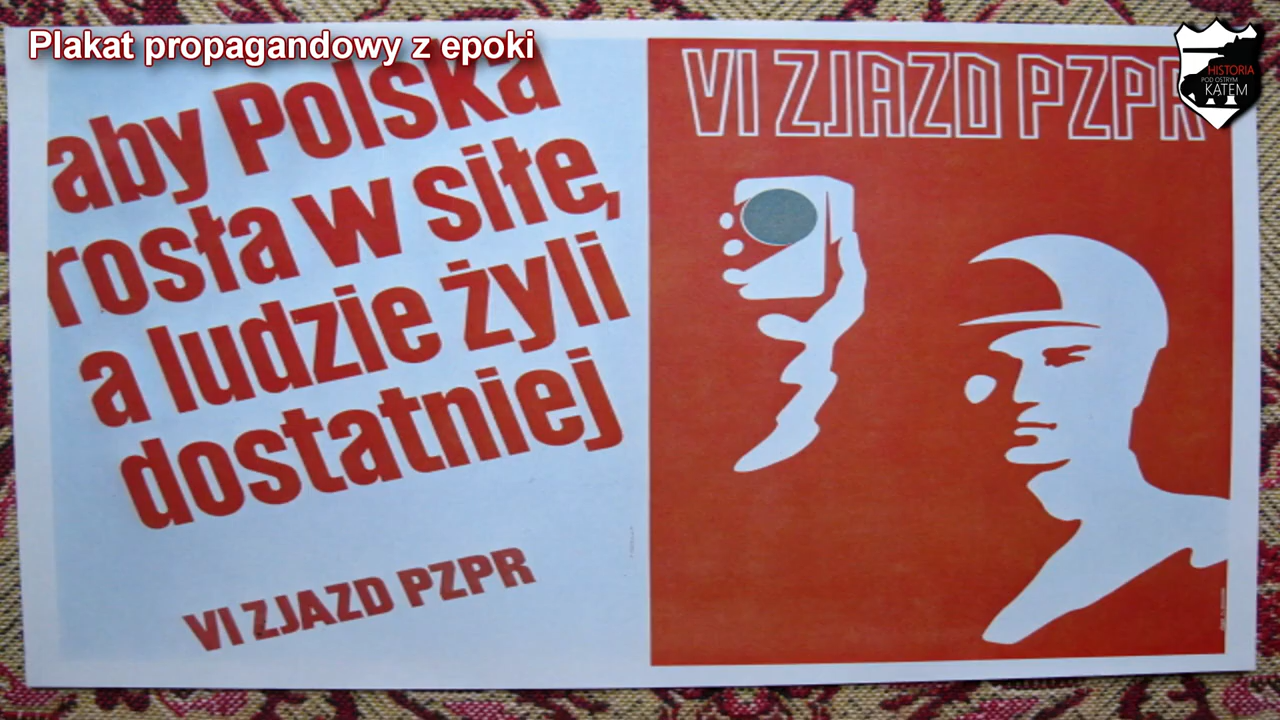 Plakat propagandowy z epoki
aby Polska
rosła w siłę,
a ludzie żyli
dostatniej
VI ZJAZD PZPR
VI ZJAZD PZPR
HISTORIA
POD OSTRYM
KĄTEM